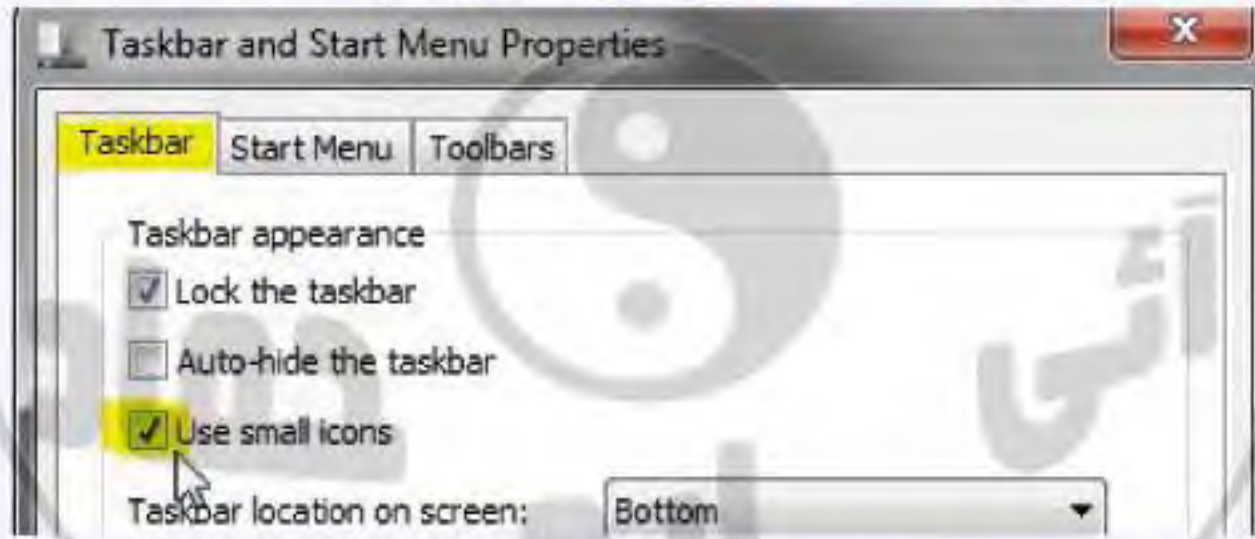 Taskbar and Start Menu Properties
Taskbar Start Menu Toolbars
Taskbar appearance
Lock the taskbar
Auto-hide the taskbar
Use small icons
Taskbar location on screen: Bottom